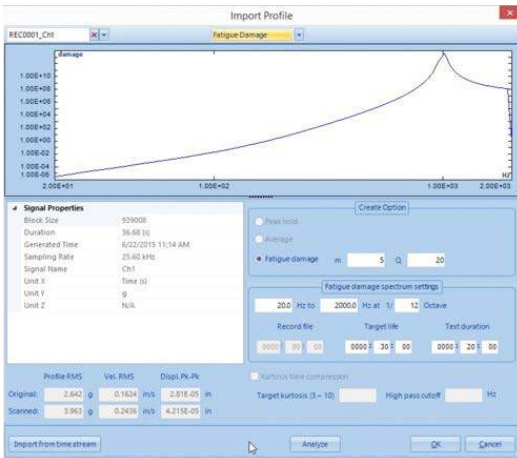 Import Profile
REC0001_Ch1 Fatigue Damage
damage
1.00E+10
1.00E+08
1.00E+06
1.00E+04
1.00E+02
1.00E+00
1.00E-02
1.00E-04
1.00E-06
Hz
2.00E+01 1.00E+02 1.00E+03 2.00E+03
Signal Properties
Block Size 939008
Duration 36.68 (s)
Generated Time 6/22/2015 11:14 AM
Sampling Rate 25.60 kHz
Signal Name Ch1
Unit X Time (s)
Unit Y g
Unit Z N/A
Create Option
Peak hold
Average
Fatigue damage m 5 Q 20
Fatigue damage spectrum settings
20.0 Hz to 2000.0 Hz at 1/ 12 Octave
Record file Target life Test duration
0000 : 00 : 00 0000 : 30 : 00 0000 : 20 : 00
Profile RMS Vel. RMS Displ. Pk-Pk
Original: 2.642 g 0.1624 in/s 2.81E-05 in
Scanned: 3.963 g 0.2436 in/s 4.215E-05 in
Kurtosis time compression
Target kurtosis (3 ~ 10) High pass cutoff Hz
Import from time stream Analyze OK Cancel